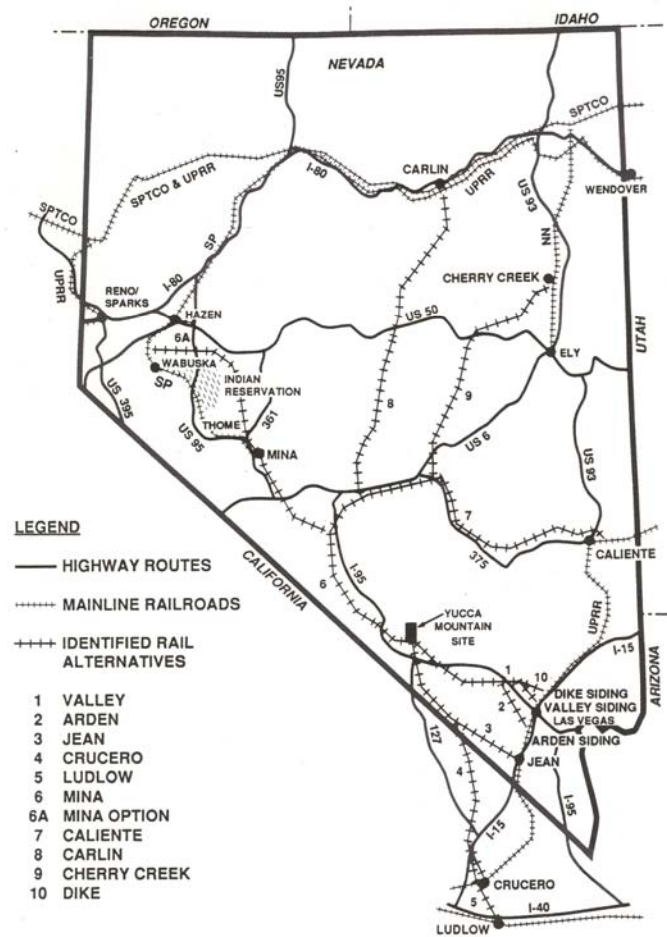 OREGON
IDAHO
NEVADA
US95
SPTCO
SPTCO & UPRR
I-80
CARLIN
UPRR
US 93
WENDOVER
SPTCO
SP
NN
UPRR
RENO/
SPARKS
I-80
CHERRY CREEK
HAZEN
US 50
UTAH
6A
WABUSKA
ELY
SP
INDIAN
RESERVATION
US 395
8
9
THOME
361
US 95
US 6
MINA
US 93
7
LEGEND
HIGHWAY ROUTES
MAINLINE RAILROADS
IDENTIFIED RAIL
ALTERNATIVES
1 VALLEY
2 ARDEN
3 JEAN
4 CRUCERO
5 LUDLOW
6 MINA
6A MINA OPTION
7 CALIENTE
8 CARLIN
9 CHERRY CREEK
10 DIKE
CALIFORNIA
375
CALIENTE
6
I-95
YUCCA
MOUNTAIN
SITE
UPRR
I-15
ARIZONA
1
10
DIKE SIDING
VALLEY SIDING
LAS VEGAS
2
ARDEN SIDING
127
3
JEAN
4
I-95
I-15
CRUCERO
5
I-40
LUDLOW